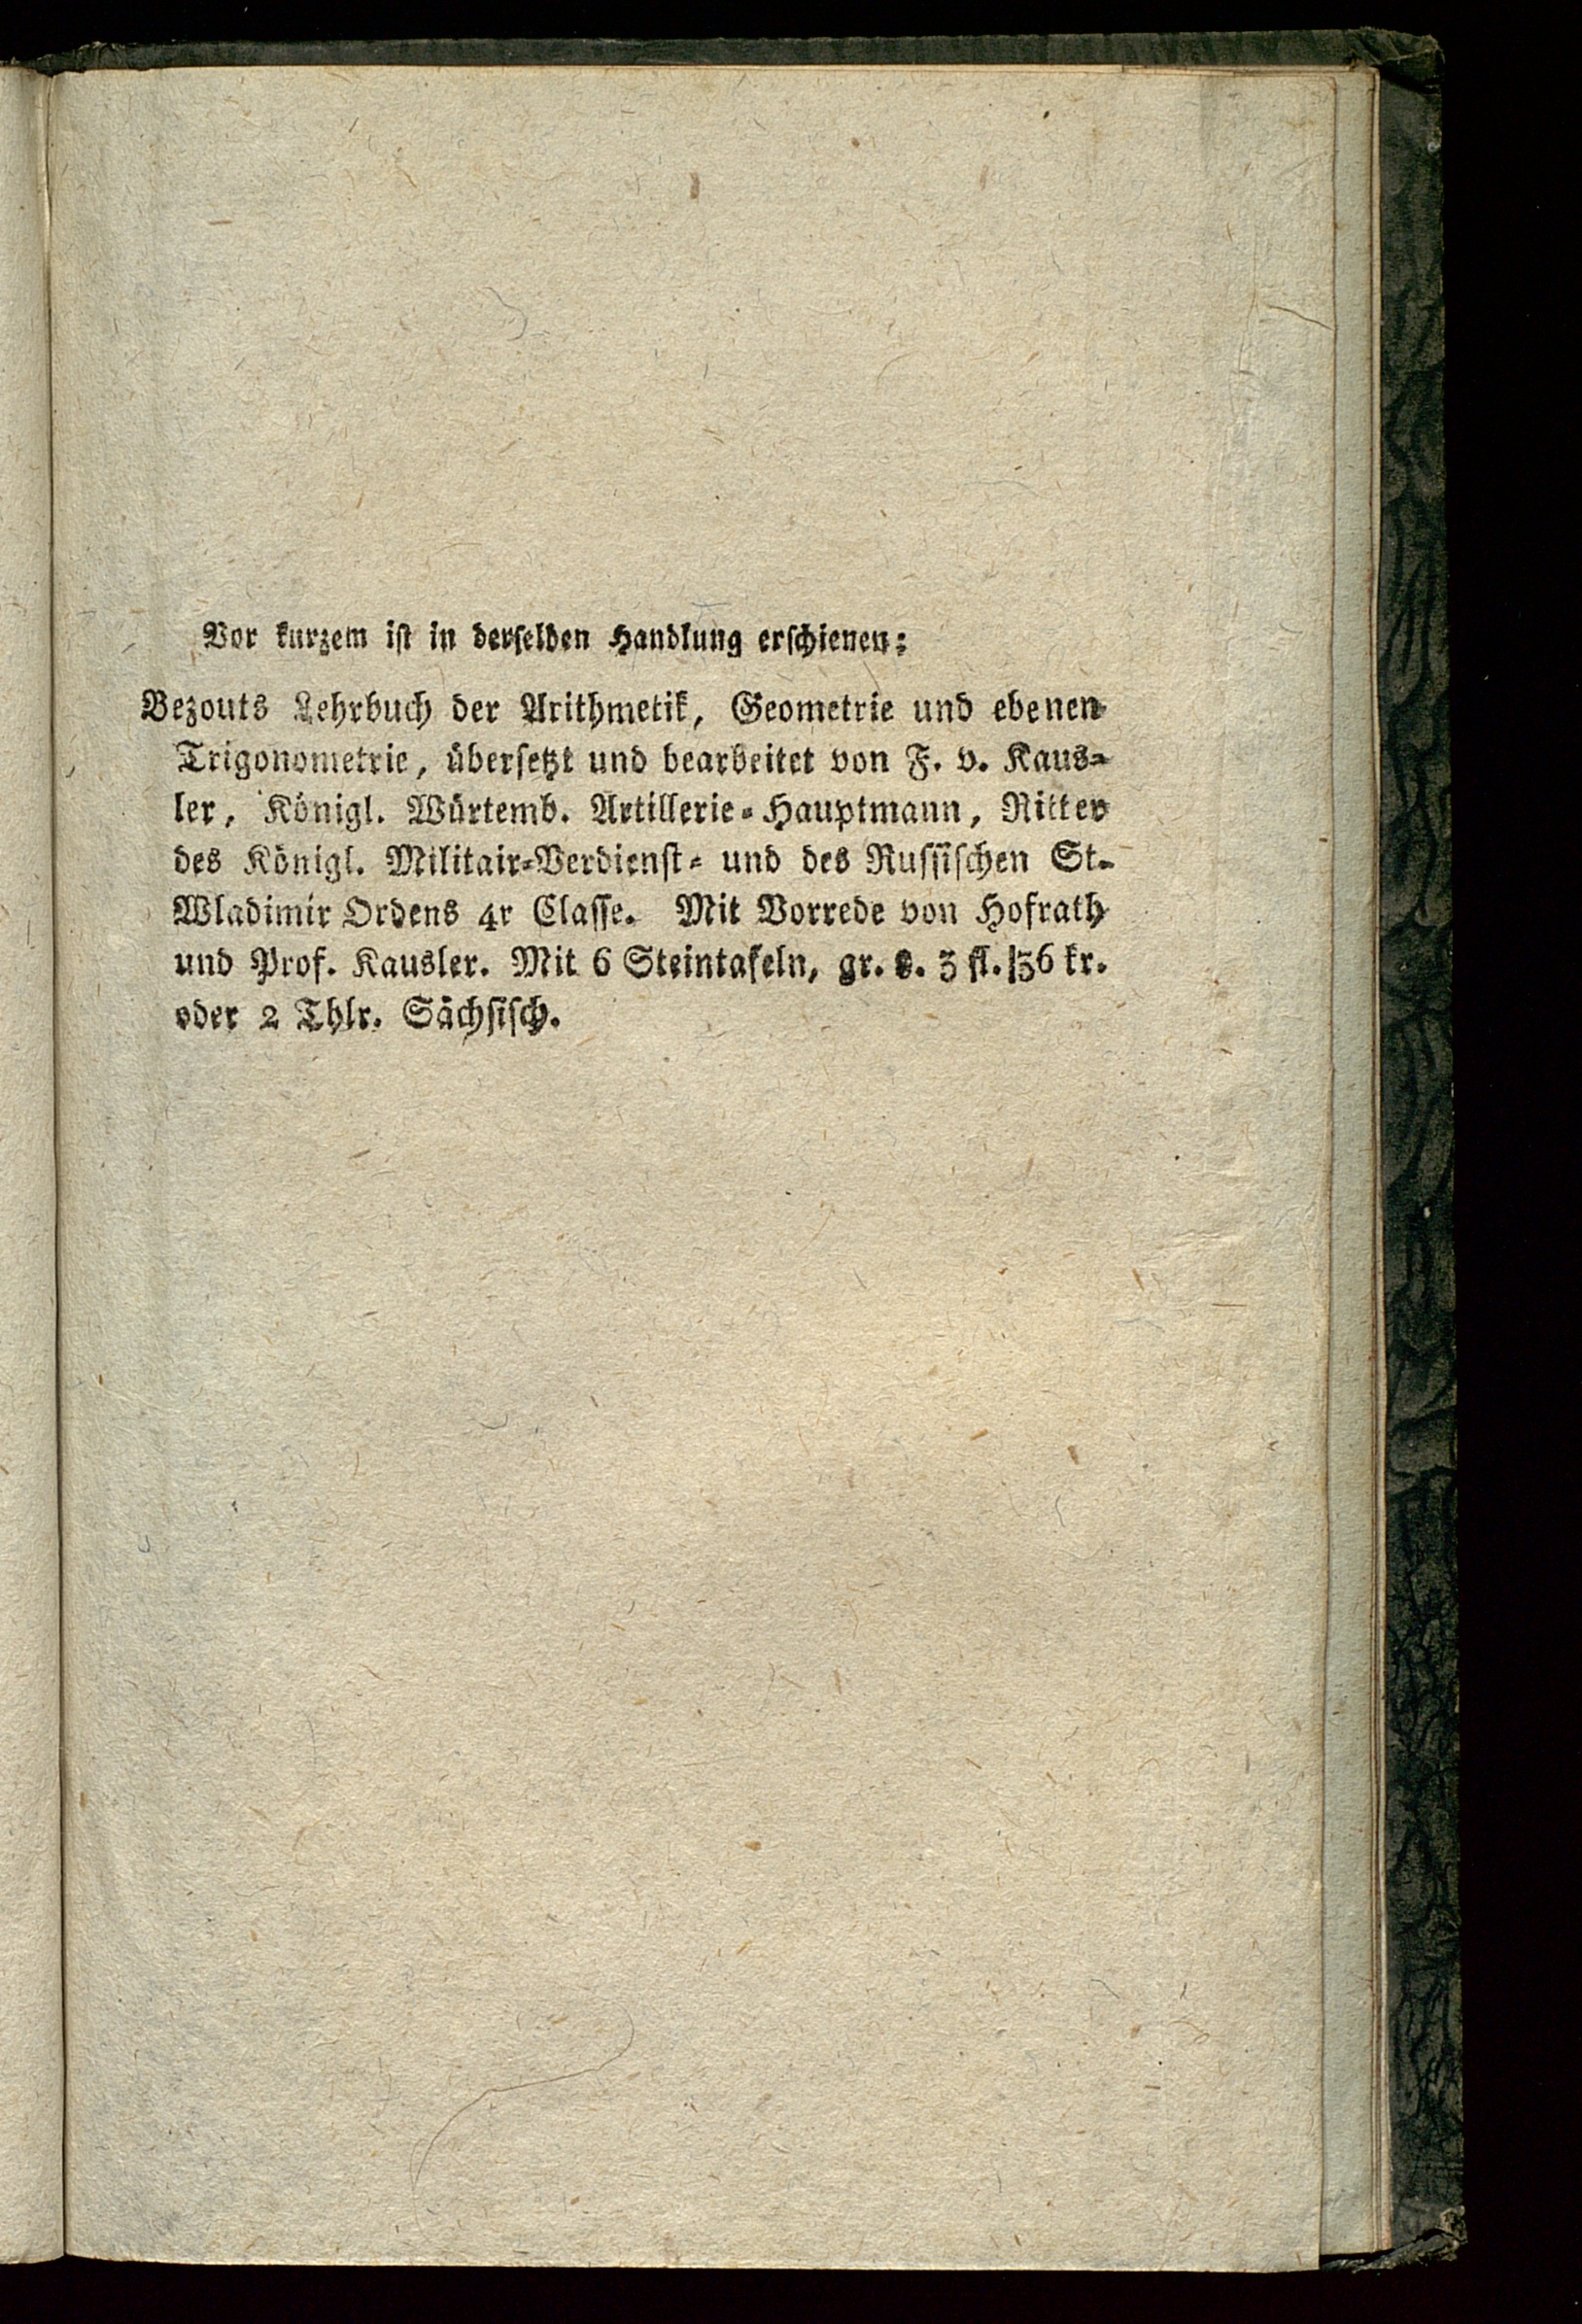 Vor kurzem iſt in derſelben Handlung erſchienen:
Bezouts Lehrbuch der Arithmetik, Geometrie und ebenen
Trigonometrie, überſetzt und bearbeitet von F. v. Kaus-
ler, Königl. Würtemb. Artillerie-Hauptmann, Ritter
des Königl. Militair-Verdienſt- und des Ruſſiſchen St.
Wladimir Ordens 4r Claſſe. Mit Vorrede von Hofrath
und Prof. Kausler. Mit 6 Steintafeln, gr. 8. 3 fl. 36 kr.
oder 2 Thlr. Sächſiſch.